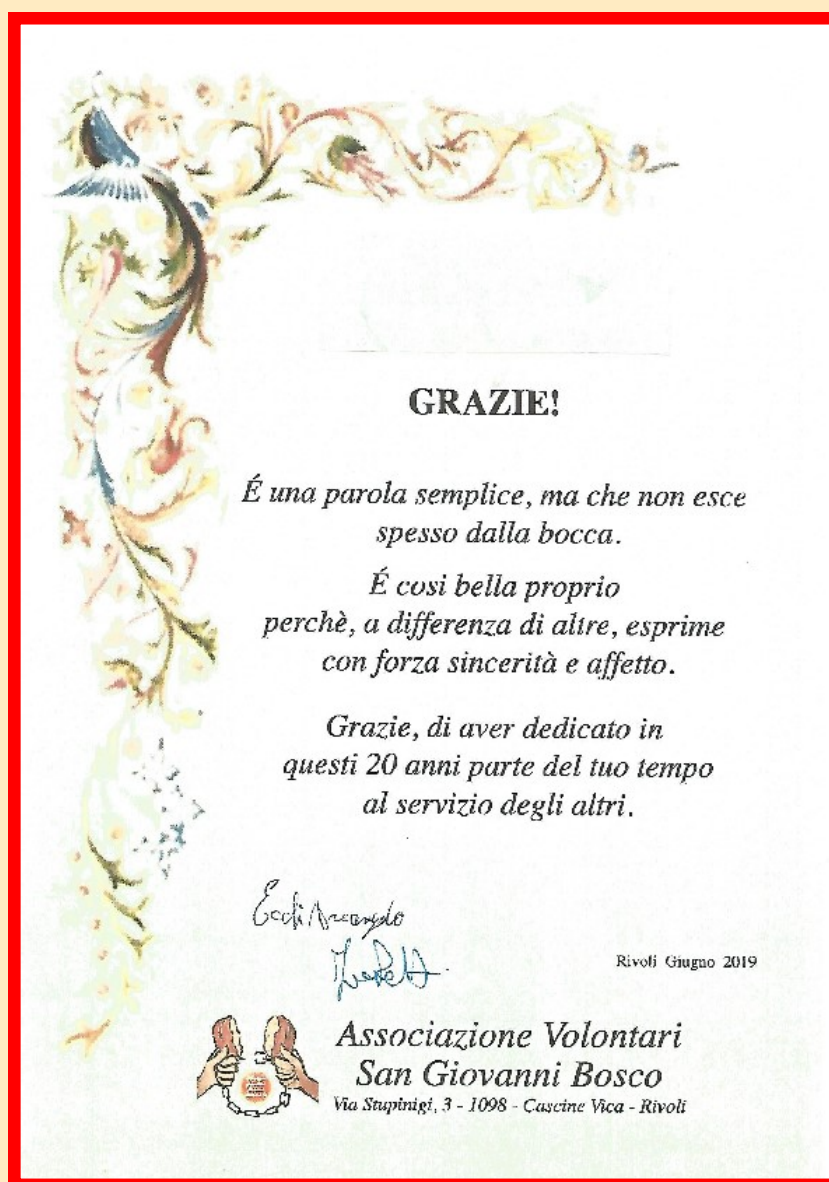 GRAZIE!
É una parola semplice, ma che non esce
spesso dalla bocca.
É cosi bella proprio
perchè, a differenza di altre, esprime
con forza sincerità e affetto.
Grazie, di aver dedicato in
questi 20 anni parte del tuo tempo
al servizio degli altri.
Rivoli Giugno 2019
Associazione Volontari
San Giovanni Bosco
Via Stupinigi, 3 - 1098 - Cascine Vica - Rivoli